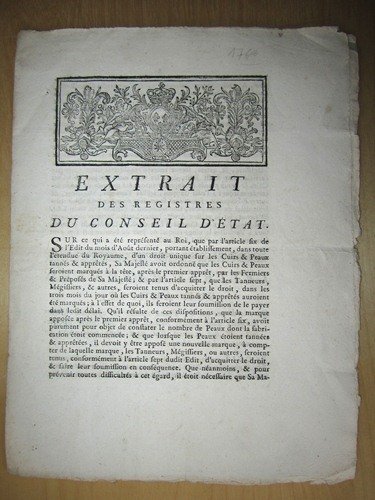 1760
EXTRAIT
DES REGISTRES
DU CONSEIL D'ÉTAT.
SUR ce qui a été représenté au Roi, que par l'article six de
l'Edit du mois d'Août dernier, portant établissement, dans toute
l'étendue du Royaume, d'un droit unique sur les Cuirs & Peaux
tannés & apprêtés, Sa Majesté avoit ordonné que les Cuirs & Peaux
seroient marqués à la tête, après le premier apprêt, par les Fermiers
& Préposés de Sa Majesté; & par l'article sept, que les Tanneurs,
Mégissiers, & autres, seroient tenus d'acquitter le droit, dans les
trois mois du jour où les Cuirs & Peaux tannés & apprêtés auroient
été marqués; à l'effet de quoi, ils feroient leur soumission de le payer
dans ledit délai. Qu'il résulte de ces dispositions, que la marque
apposée après le premier apprêt, conformément à l'article six, avoit
purement pour objet de constater le nombre de Peaux dont la fabri-
cation étoit commencée; & que lorsque les Peaux étoient tannées
& apprêtées, il devoit y être apposé une nouvelle marque, à comp-
ter de laquelle marque, les Tanneurs, Mégissiers, ou autres, seroient
tenus, conformément à l'article sept dudit Edit, d'acquitter le droit,
& faire leur soumission en conséquence. Que néanmoins, & pour
prévenir toutes difficultés à cet égard, il étoit nécessaire que Sa Ma-